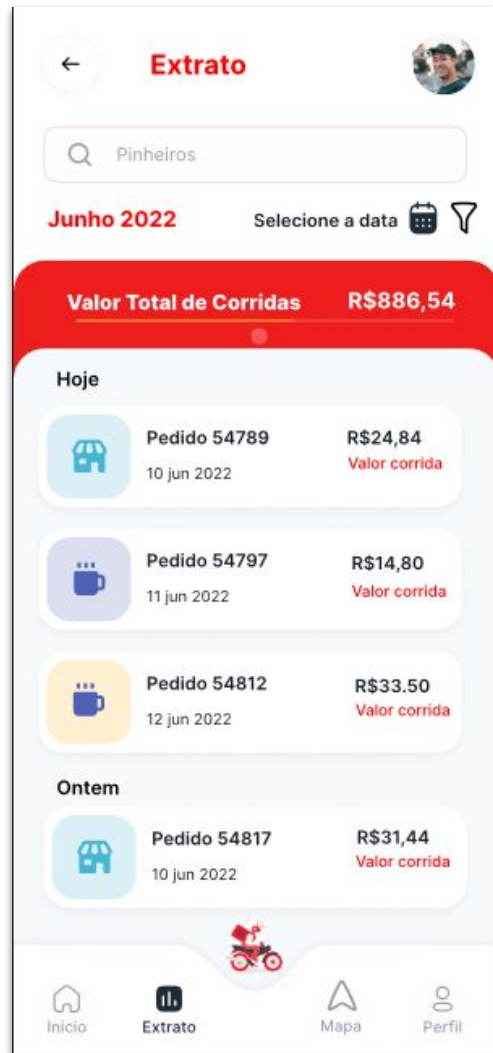 Extrato
Pinheiros
Junho 2022 Selecione a data
Valor Total de Corridas R$886,54
Hoje
Pedido 54789 R$24,84
10 jun 2022 Valor corrida
Pedido 54797 R$14,80
11 jun 2022 Valor corrida
Pedido 54812 R$33.50
12 jun 2022 Valor corrida
Ontem
Pedido 54817 R$31,44
10 jun 2022 Valor corrida
Inicio Extrato Mapa Perfil